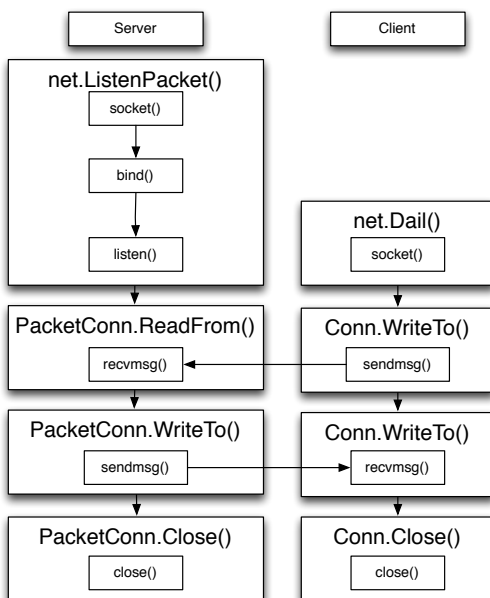 Server
Client
net.ListenPacket()
socket()
bind()
listen()
net.Dail()
socket()
PacketConn.ReadFrom()
recvmsg()
Conn.WriteTo()
sendmsg()
PacketConn.WriteTo()
sendmsg()
Conn.WriteTo()
recvmsg()
PacketConn.Close()
close()
Conn.Close()
close()